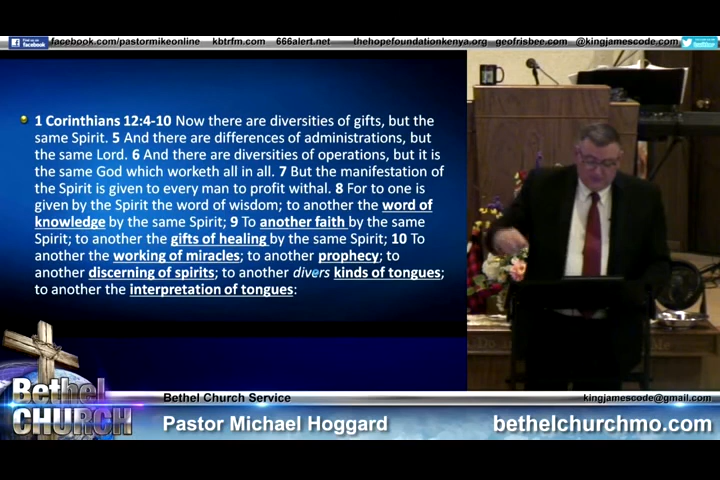 Find us on facebook
facebook.com/pastormikeonline kbtrfm.com 666alert.net thehopefoundationkenya.org geofrisbee.com @kingjamescode.com twitter
1 Corinthians 12:4-10 Now there are diversities of gifts, but the
same Spirit. 5 And there are differences of administrations, but
the same Lord. 6 And there are diversities of operations, but it is
the same God which worketh all in all. 7 But the manifestation of
the Spirit is given to every man to profit withal. 8 For to one is
given by the Spirit the word of wisdom; to another the word of
knowledge by the same Spirit; 9 To another faith by the same
Spirit; to another the gifts of healing by the same Spirit; 10 To
another the working of miracles; to another prophecy; to
another discerning of spirits; to another divers kinds of tongues;
to another the interpretation of tongues:
Bethel
CHURCH
Bethel Church Service
kingjamescode@gmail.com
Pastor Michael Hoggard
bethelchurchmo.com